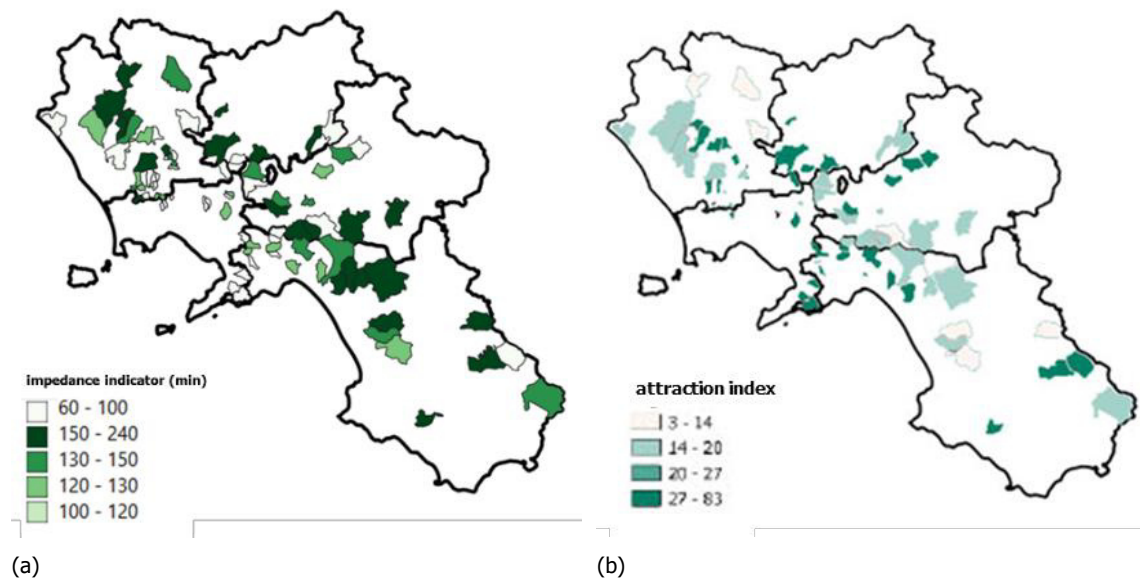 impedance indicator (min)
60 - 100
150 - 240
130 - 150
120 - 130
100 - 120
(a)
attraction index
3 - 14
14 - 20
20 - 27
27 - 83
(b)